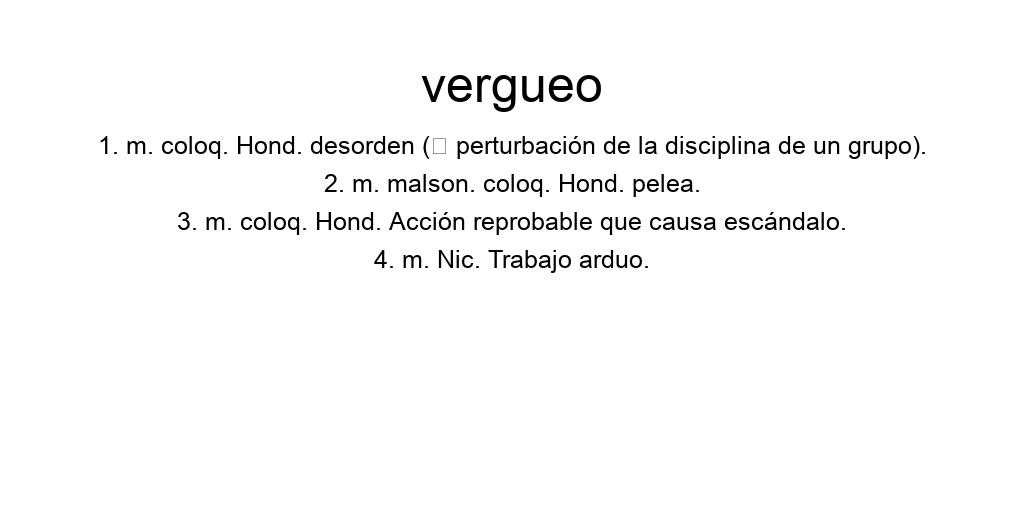 vergueo
1. m. coloq. Hond. desorden (□ perturbación de la disciplina de un grupo).
2. m. malson. coloq. Hond. pelea.
3. m. coloq. Hond. Acción reprobable que causa escándalo.
4. m. Nic. Trabajo arduo.